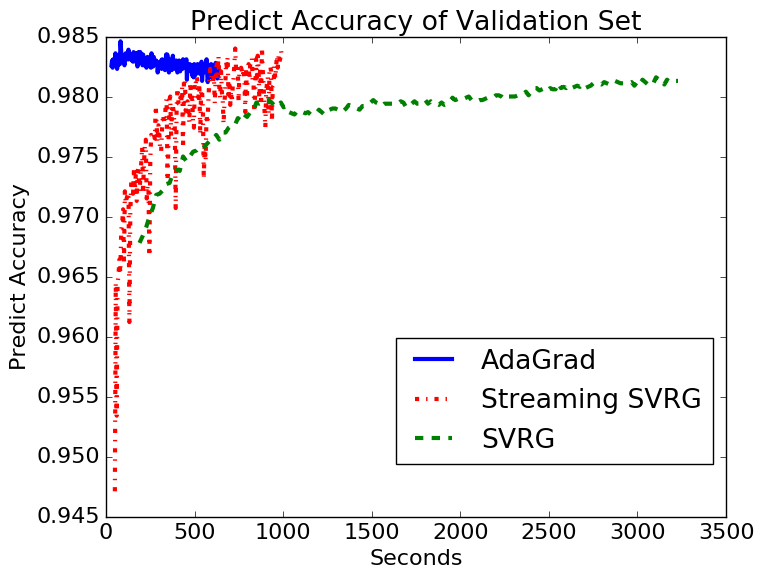 Predict Accuracy of Validation Set
0.985
0.980
0.975
0.970
0.965
0.960
0.955
0.950
0.945
Predict Accuracy
AdaGrad
Streaming SVRG
SVRG
0 500 1000 1500 2000 2500 3000 3500
Seconds